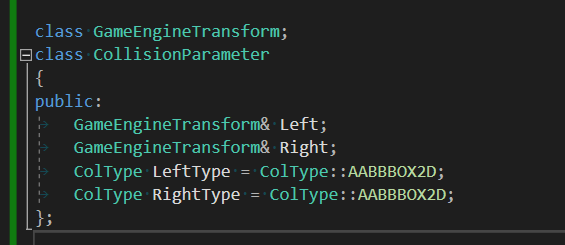 class GameEngineTransform;
class CollisionParameter
{
public:
    GameEngineTransform& Left;
    GameEngineTransform& Right;
    ColType LeftType = ColType::AABBBOX2D;
    ColType RightType = ColType::AABBBOX2D;
};